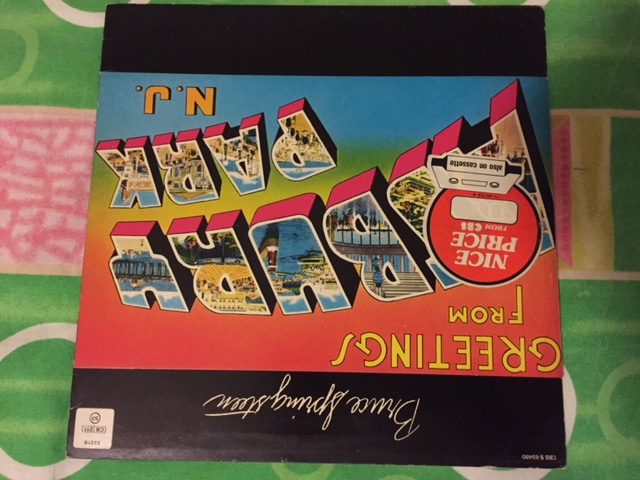 CBS S 65480
Bruce Springsteen
GREETINGS
FROM
ASBURY
PARK
N.J.
NICE
PRICE
FROM CBS
also on cassette